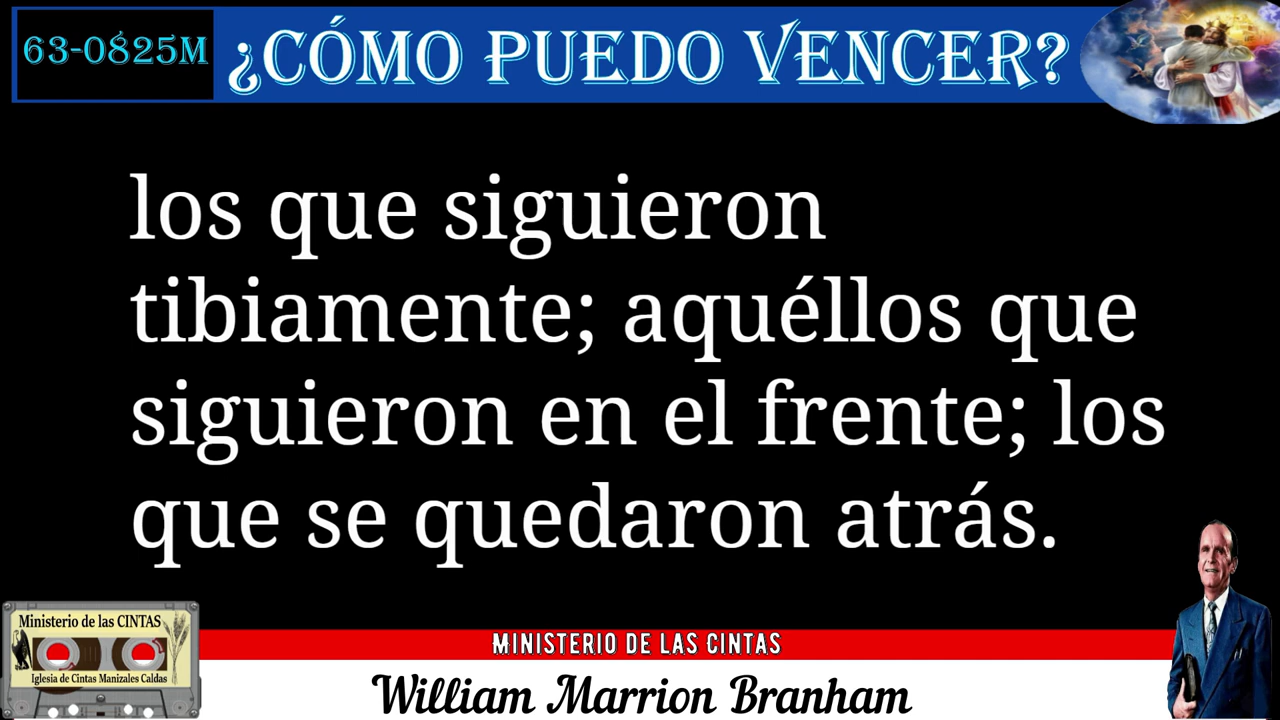 63-0825M
¿CÓMO PUEDO VENCER?
los que siguieron
tibiamente; aquéllos que
siguieron en el frente; los
que se quedaron atrás.
Ministerio de las CINTAS
Iglesia de Cintas Manizales Caldas
MINISTERIO DE LAS CINTAS
William Marrion Branham